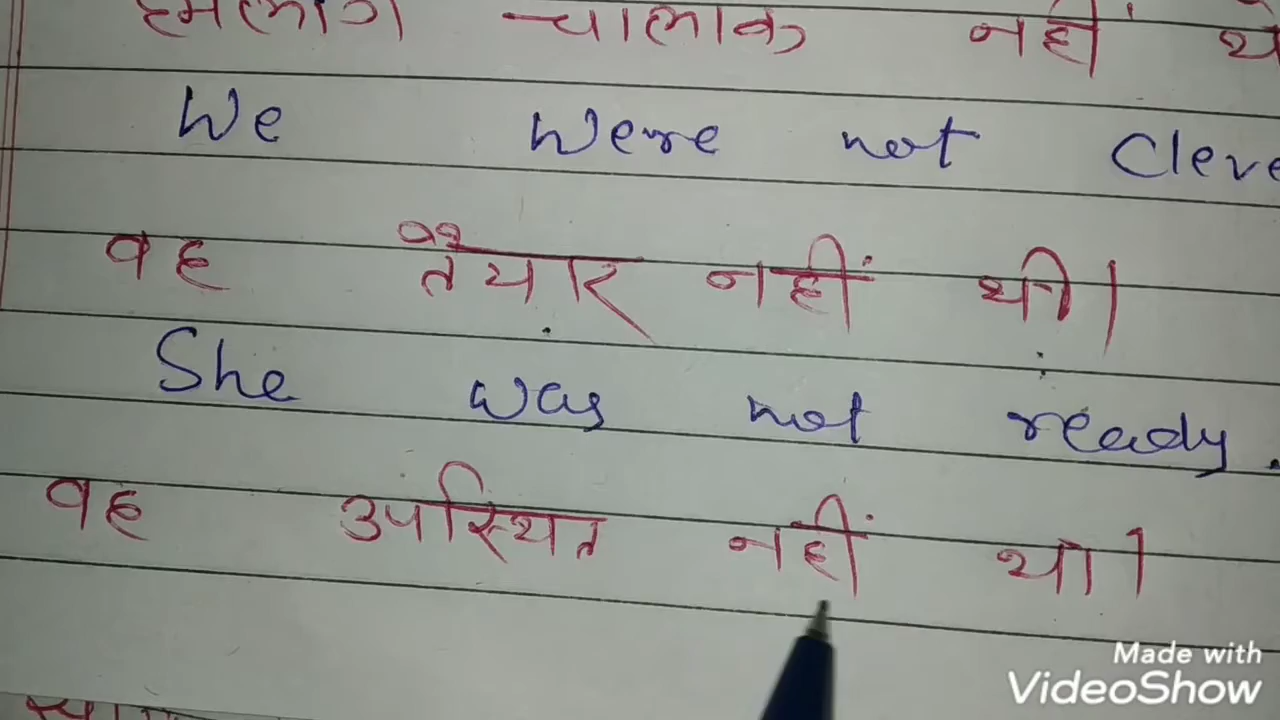 हमलोग चालाक नहीं थे
We were not Cleve
वह तैयार नहीं थी।
She was not ready.
वह उपस्थित नहीं था।
Made with
VideoShow